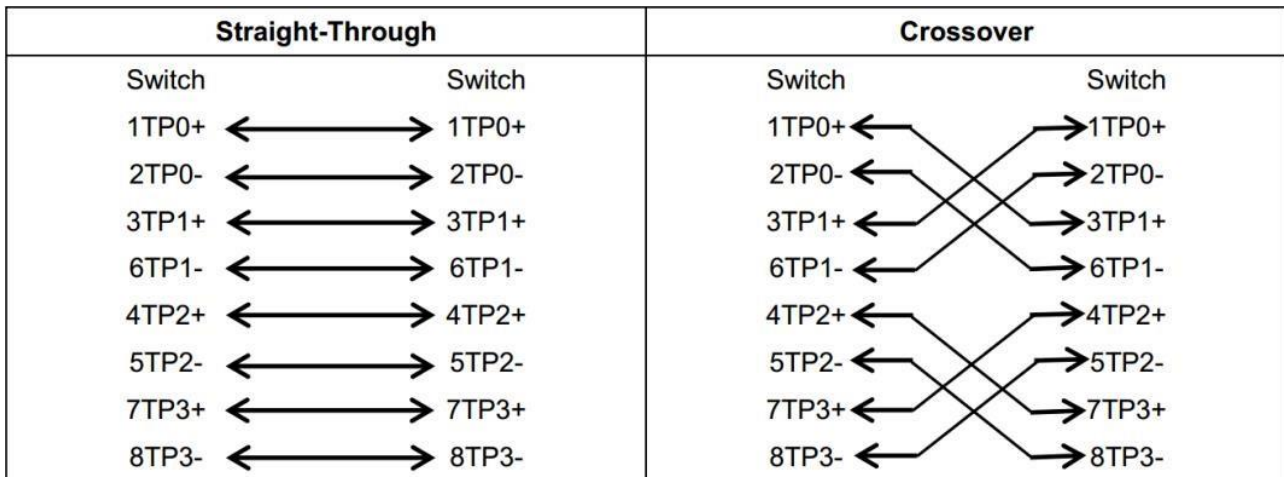 Straight-Through Crossover
Switch Switch Switch Switch
1TP0+ 1TP0+ 1TP0+ 1TP0+
2TP0- 2TP0- 2TP0- 2TP0-
3TP1+ 3TP1+ 3TP1+ 3TP1+
6TP1- 6TP1- 6TP1- 6TP1-
4TP2+ 4TP2+ 4TP2+ 4TP2+
5TP2- 5TP2- 5TP2- 5TP2-
7TP3+ 7TP3+ 7TP3+ 7TP3+
8TP3- 8TP3- 8TP3- 8TP3-